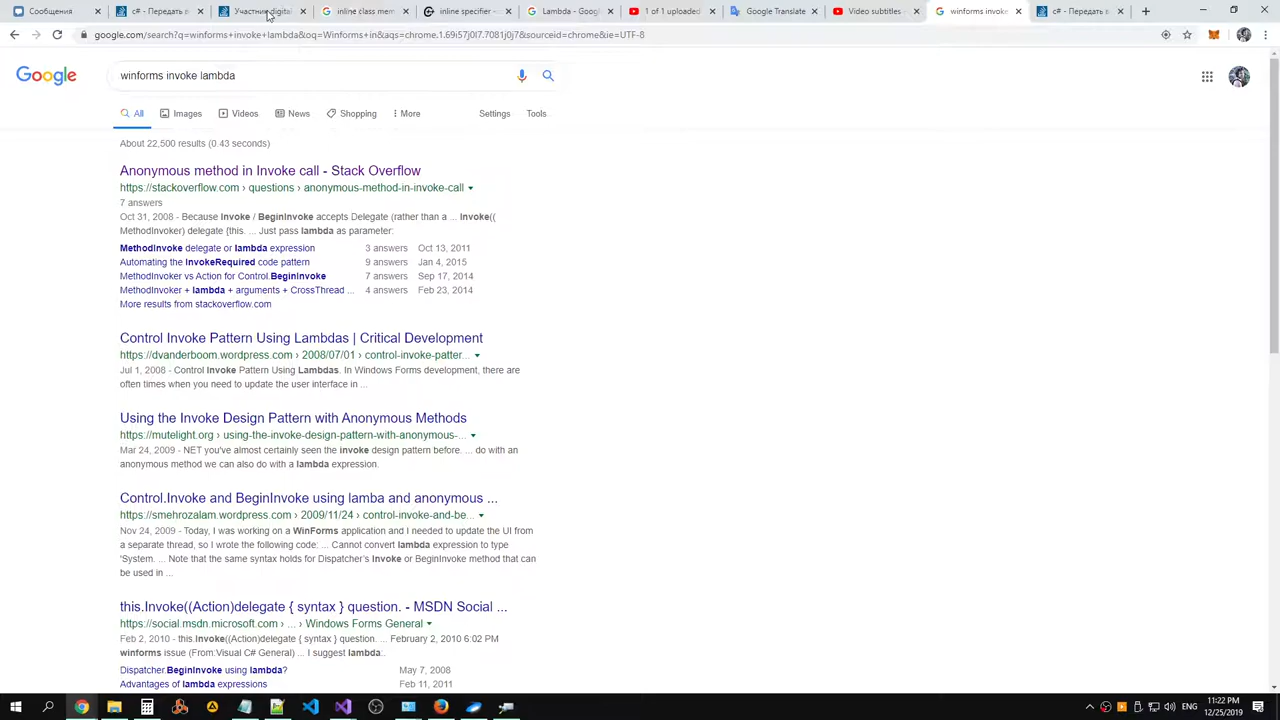 Сообщения
C# - Передать в
Участник digital
inline class mem
inline specifier -
Lambda - Googl
1 of 1 uploaded
Google Translate
Video subtitles
winforms invoke
C# - Передать ме
google.com/search?q=winforms+invoke+lambda&oq=Winforms+in&aqs=chrome.1.69i57j0l7.7081j0j7&sourceid=chrome&ie=UTF-8
Google
winforms invoke lambda
All Images Videos News Shopping More Settings Tools
About 22,500 results (0.43 seconds)
Anonymous method in Invoke call - Stack Overflow
https://stackoverflow.com › questions › anonymous-method-in-invoke-call
7 answers
Oct 31, 2008 - Because Invoke / BeginInvoke accepts Delegate (rather than a ... Invoke((
MethodInvoker) delegate {this. ... Just pass lambda as parameter:
MethodInvoke delegate or lambda expression 3 answers Oct 13, 2011
Automating the InvokeRequired code pattern 9 answers Jan 4, 2015
MethodInvoker vs Action for Control.BeginInvoke 7 answers Sep 17, 2014
MethodInvoker + lambda + arguments + CrossThread ... 4 answers Feb 23, 2014
More results from stackoverflow.com
Control Invoke Pattern Using Lambdas | Critical Development
https://dvanderboom.wordpress.com › 2008/07/01 › control-invoke-patter...
Jul 1, 2008 - Control Invoke Pattern Using Lambdas. In Windows Forms development, there are
often times when you need to update the user interface in ...
Using the Invoke Design Pattern with Anonymous Methods
https://mutelight.org › using-the-invoke-design-pattern-with-anonymous-...
Mar 24, 2009 - NET you've almost certainly seen the invoke design pattern before. ... do with an
anonymous method we can also do with a lambda expression.
Control.Invoke and BeginInvoke using lamba and anonymous ...
https://smehrozalam.wordpress.com › 2009/11/24 › control-invoke-and-be...
Nov 24, 2009 - Today, I was working on a WinForms application and I needed to update the UI from
a separate thread, so I wrote the following code: ... Cannot convert lambda expression to type
'System. ... Note that the same syntax holds for Dispatcher's Invoke or BeginInvoke method that can
be used in ...
this.Invoke((Action)delegate { syntax } question. - MSDN Social ...
https://social.msdn.microsoft.com › ... › Windows Forms General
Feb 2, 2010 - this.Invoke((Action)delegate { syntax } question. ... February 2, 2010 6:02 PM
winforms issue (From:Visual C# General) ... I suggest lambda:.
Dispatcher.BeginInvoke using lambda? May 7, 2008
Advantages of lambda expressions Feb 11, 2011
11:22 PM
12/25/2019